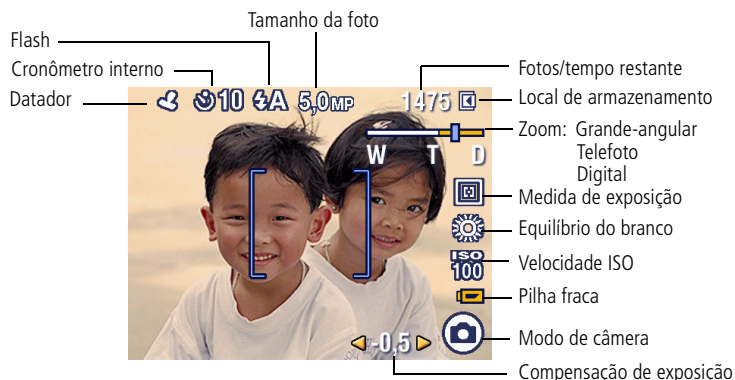 Tamanho da foto
Flash
Cronômetro interno
Datador
10
A
5,0MP
1475
Fotos/tempo restante
Local de armazenamento
Zoom: Grande-angular
Telefoto
Digital
W T D
Medida de exposição
Equilíbrio do branco
ISO
100
Velocidade ISO
Pilha fraca
Modo de câmera
-0,5
Compensação de exposição